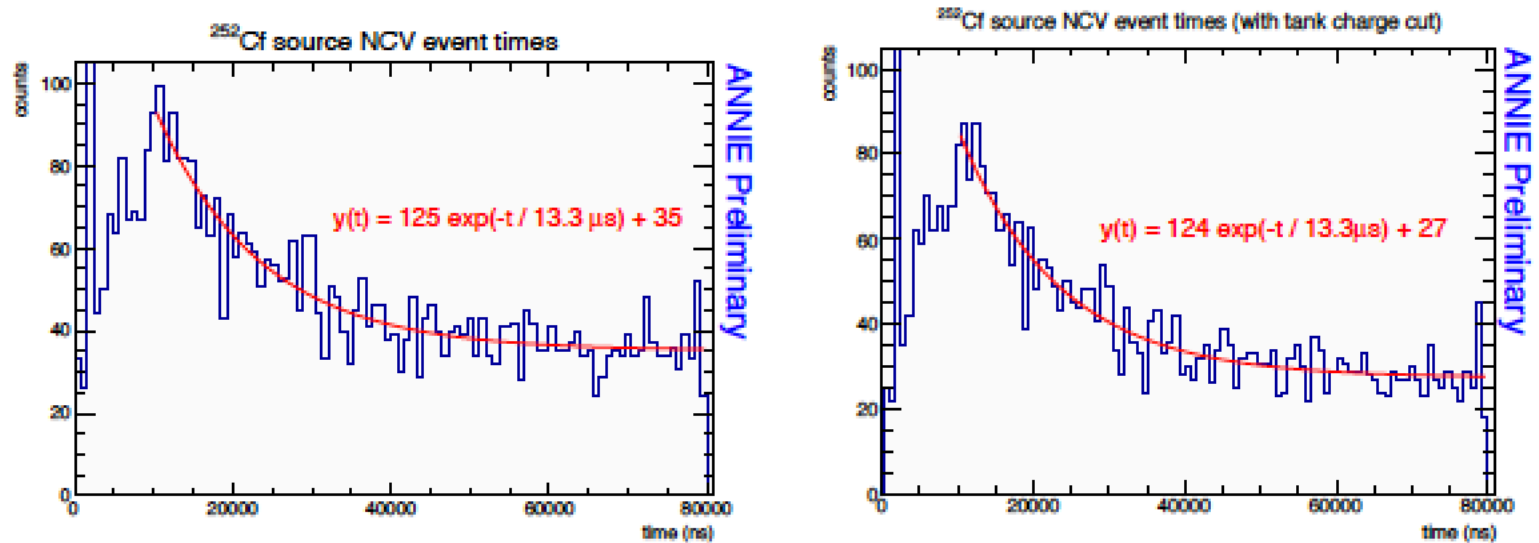 ²⁵²Cf source NCV event times
counts
100
80
60
40
20
0
0 20000 40000 60000 80000
time (ns)
y(t) = 125 exp(-t / 13.3 μs) + 35
ANNIE Preliminary
²⁵²Cf source NCV event times (with tank charge cut)
counts
100
80
60
40
20
0
0 20000 40000 60000 80000
time (ns)
y(t) = 124 exp(-t / 13.3μs) + 27
ANNIE Preliminary